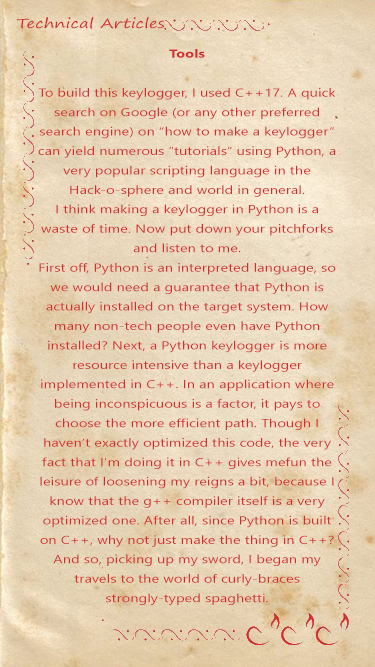 Technical Articles
Tools
To build this keylogger, I used C++17. A quick
search on Google (or any other preferred
search engine) on "how to make a keylogger"
can yield numerous "tutorials" using Python, a
very popular scripting language in the
Hack-o-sphere and world in general.
I think making a keylogger in Python is a
waste of time. Now put down your pitchforks
and listen to me.
First off, Python is an interpreted language, so
we would need a guarantee that Python is
actually installed on the target system. How
many non-tech people even have Python
installed? Next, a Python keylogger is more
resource intensive than a keylogger
implemented in C++. In an application where
being inconspicuous is a factor, it pays to
choose the more efficient path. Though I
haven't exactly optimized this code, the very
fact that I'm doing it in C++ gives mefun the
leisure of loosening my reigns a bit, because I
know that the g++ compiler itself is a very
optimized one. After all, since Python is built
on C++, why not just make the thing in C++?
And so, picking up my sword, I began my
travels to the world of curly-braces
strongly-typed spaghetti.